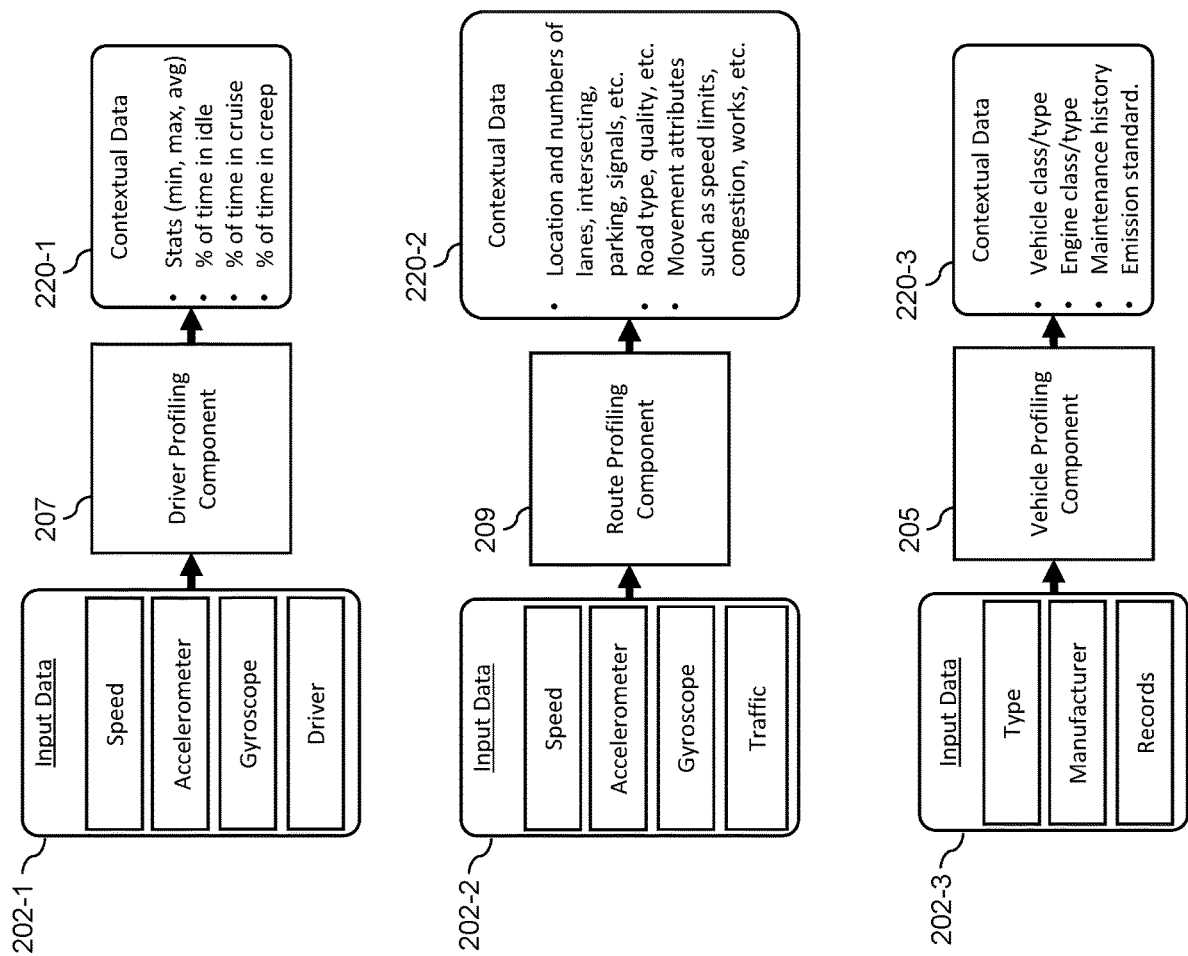 202-1
Input Data
Speed
Accelerometer
Gyroscope
Driver
207
Driver Profiling
Component
220-1
Contextual Data
• Stats (min, max, avg)
• % of time in idle
• % of time in cruise
• % of time in creep
202-2
Input Data
Speed
Accelerometer
Gyroscope
Traffic
209
Route Profiling
Component
220-2
Contextual Data
• Location and numbers of
lanes, intersecting,
parking, signals, etc.
• Road type, quality, etc.
• Movement attributes
such as speed limits,
congestion, works, etc.
202-3
Input Data
Type
Manufacturer
Records
205
Vehicle Profiling
Component
220-3
Contextual Data
• Vehicle class/type
• Engine class/type
• Maintenance history
• Emission standard.